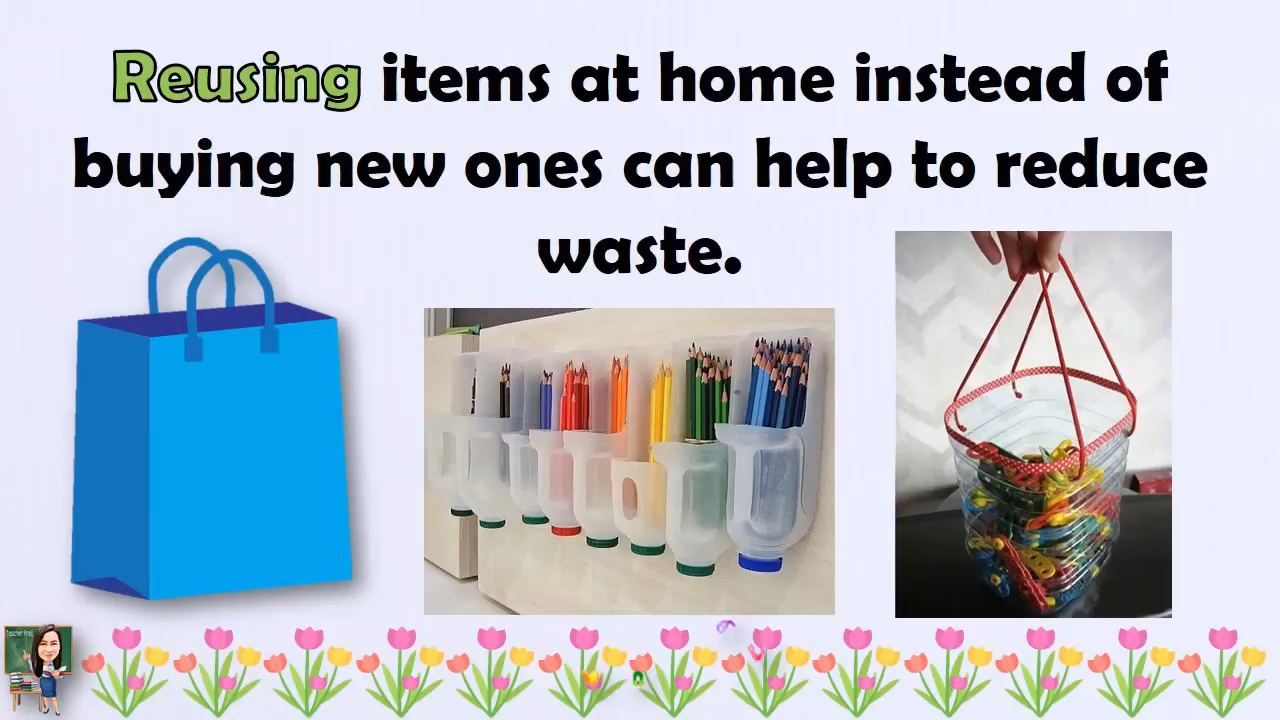 Reusing items at home instead of
buying new ones can help to reduce
waste.